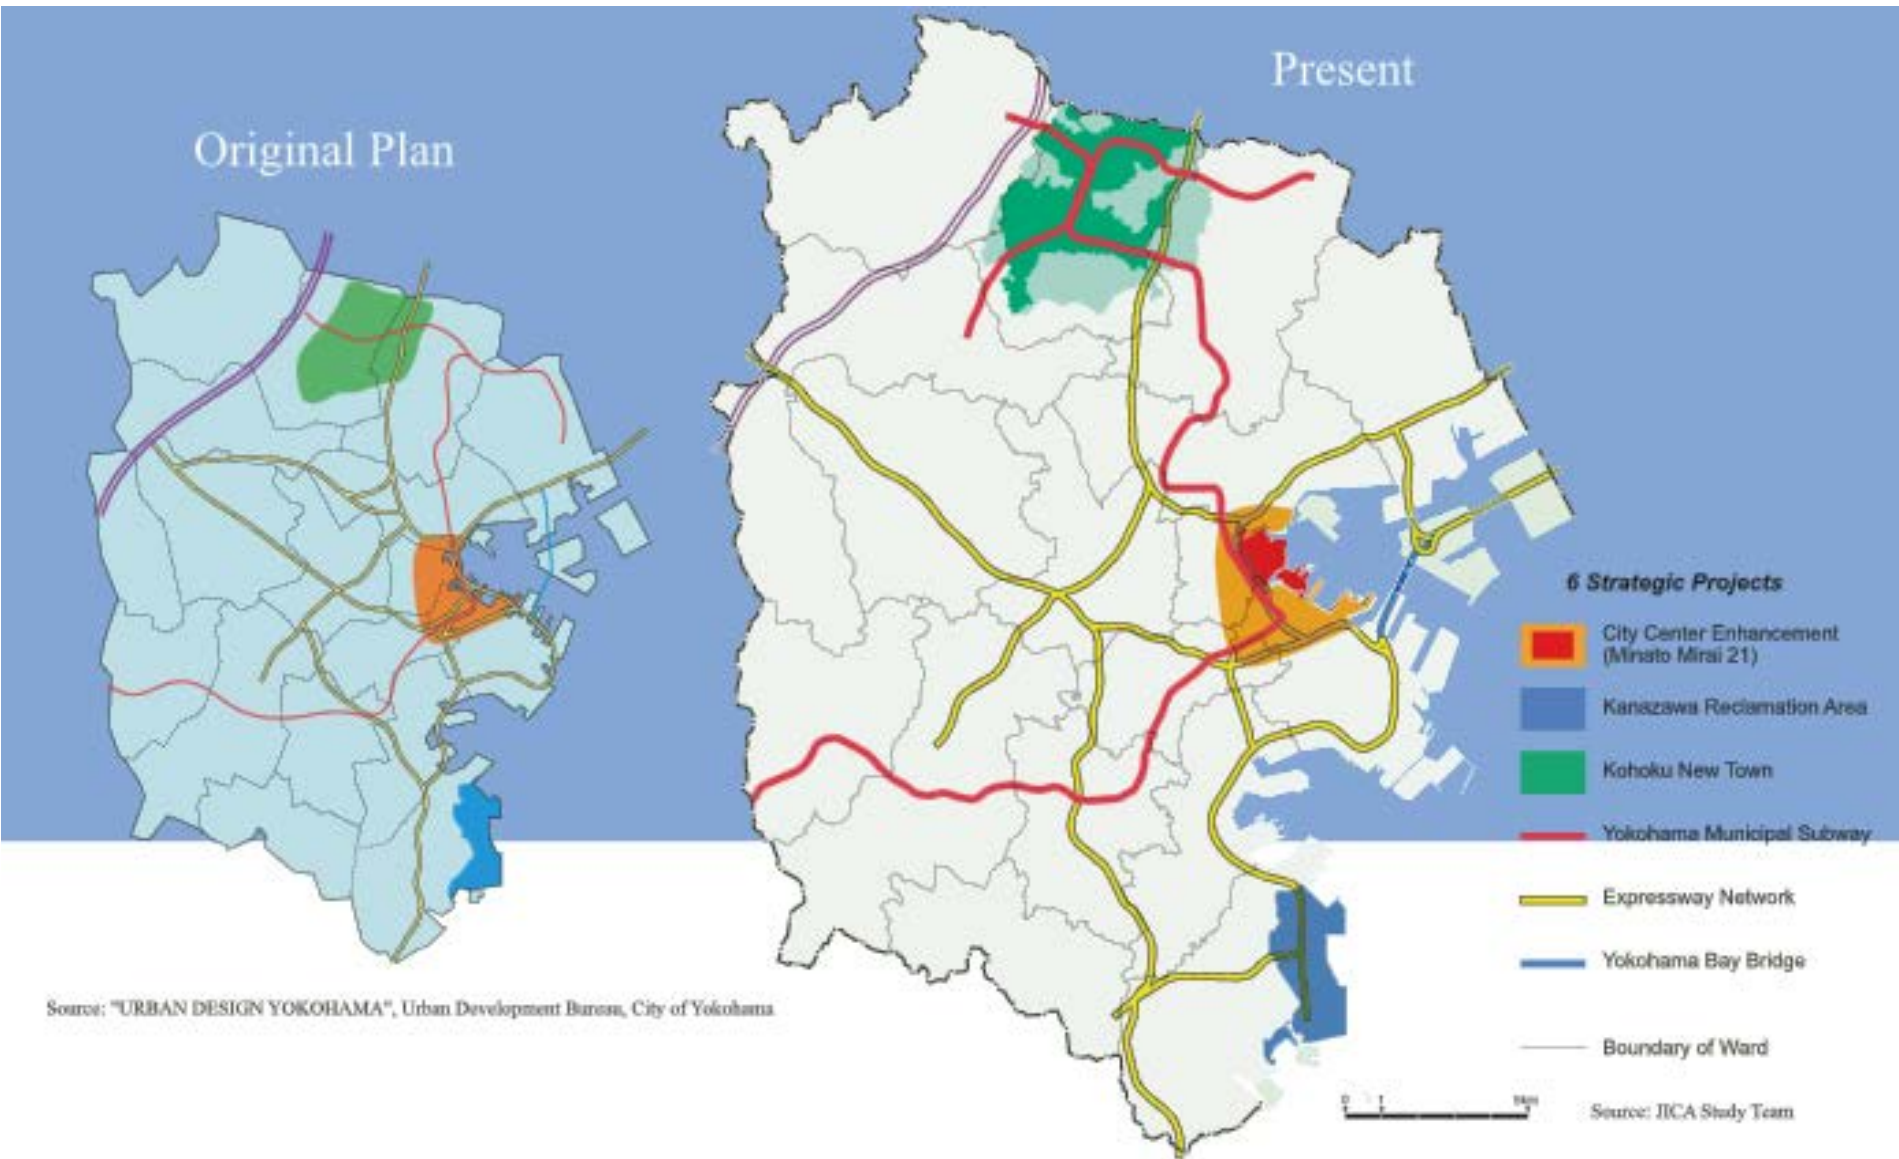 Original Plan
Present
6 Strategic Projects
City Center Enhancement
(Minato Mirai 21)
Kanazawa Reclamation Area
Kohoku New Town
Yokohama Municipal Subway
Expressway Network
Yokohama Bay Bridge
Boundary of Ward
0 1
Source: JICA Study Team
Source: "URBAN DESIGN YOKOHAMA", Urban Development Bureau, City of Yokohama